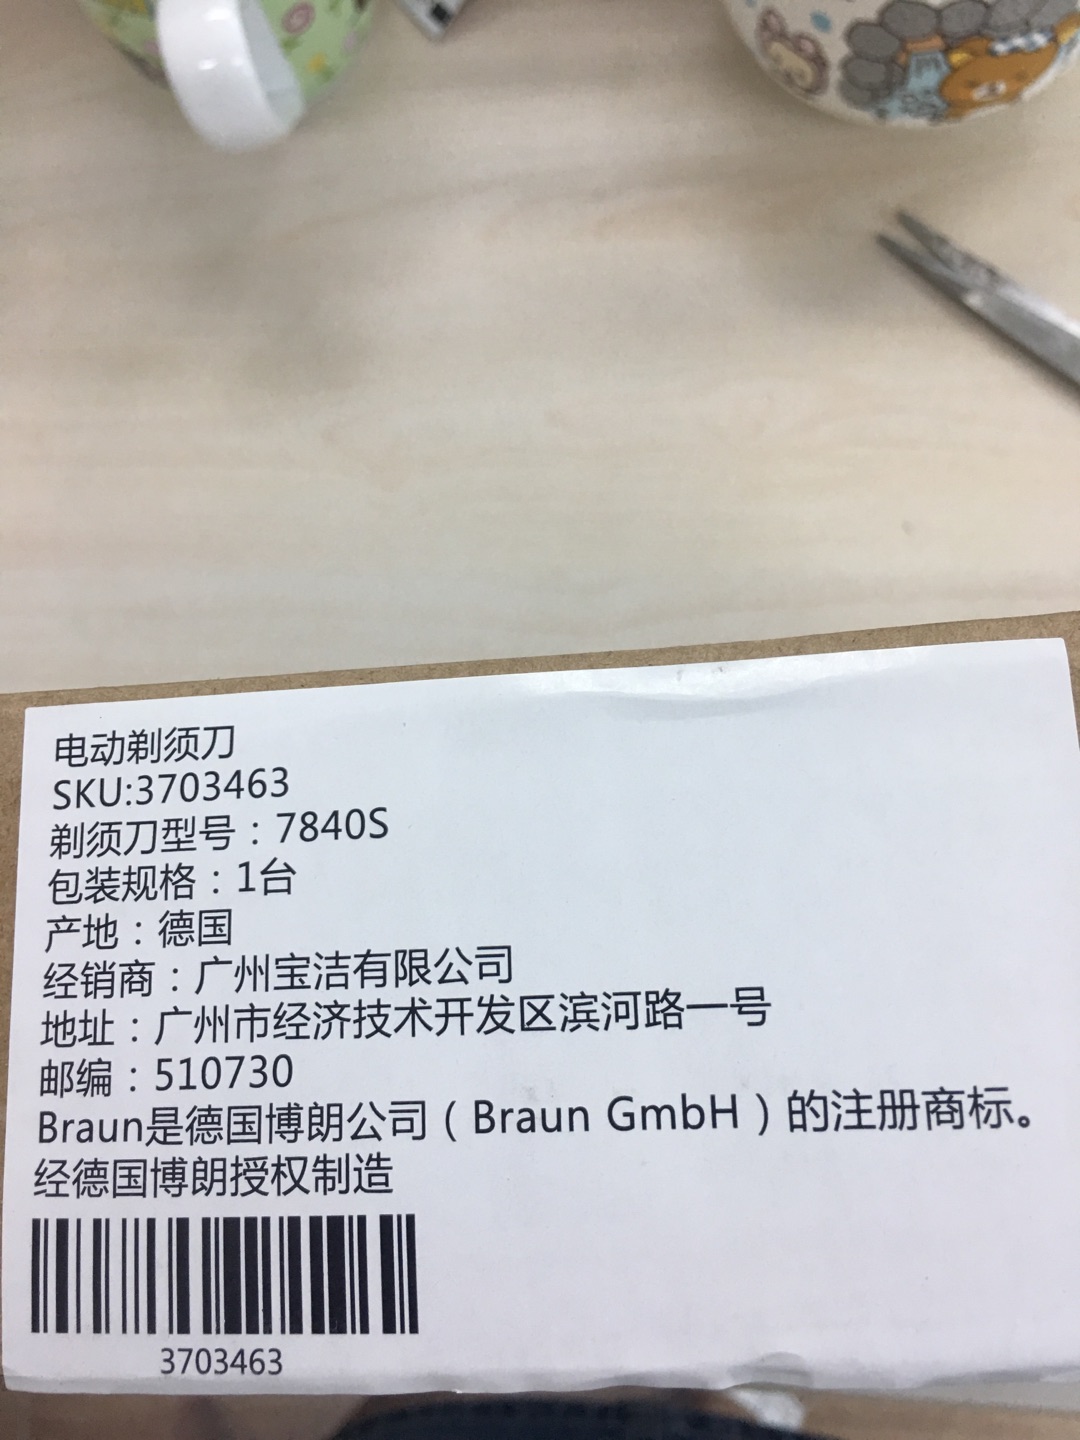 电动剃须刀
SKU:3703463
剃须刀型号：7840S
包装规格：1台
产地：德国
经销商：广州宝洁有限公司
地址：广州市经济技术开发区滨河路一号
邮编：510730
Braun是德国博朗公司（Braun GmbH）的注册商标。
经德国博朗授权制造
3703463